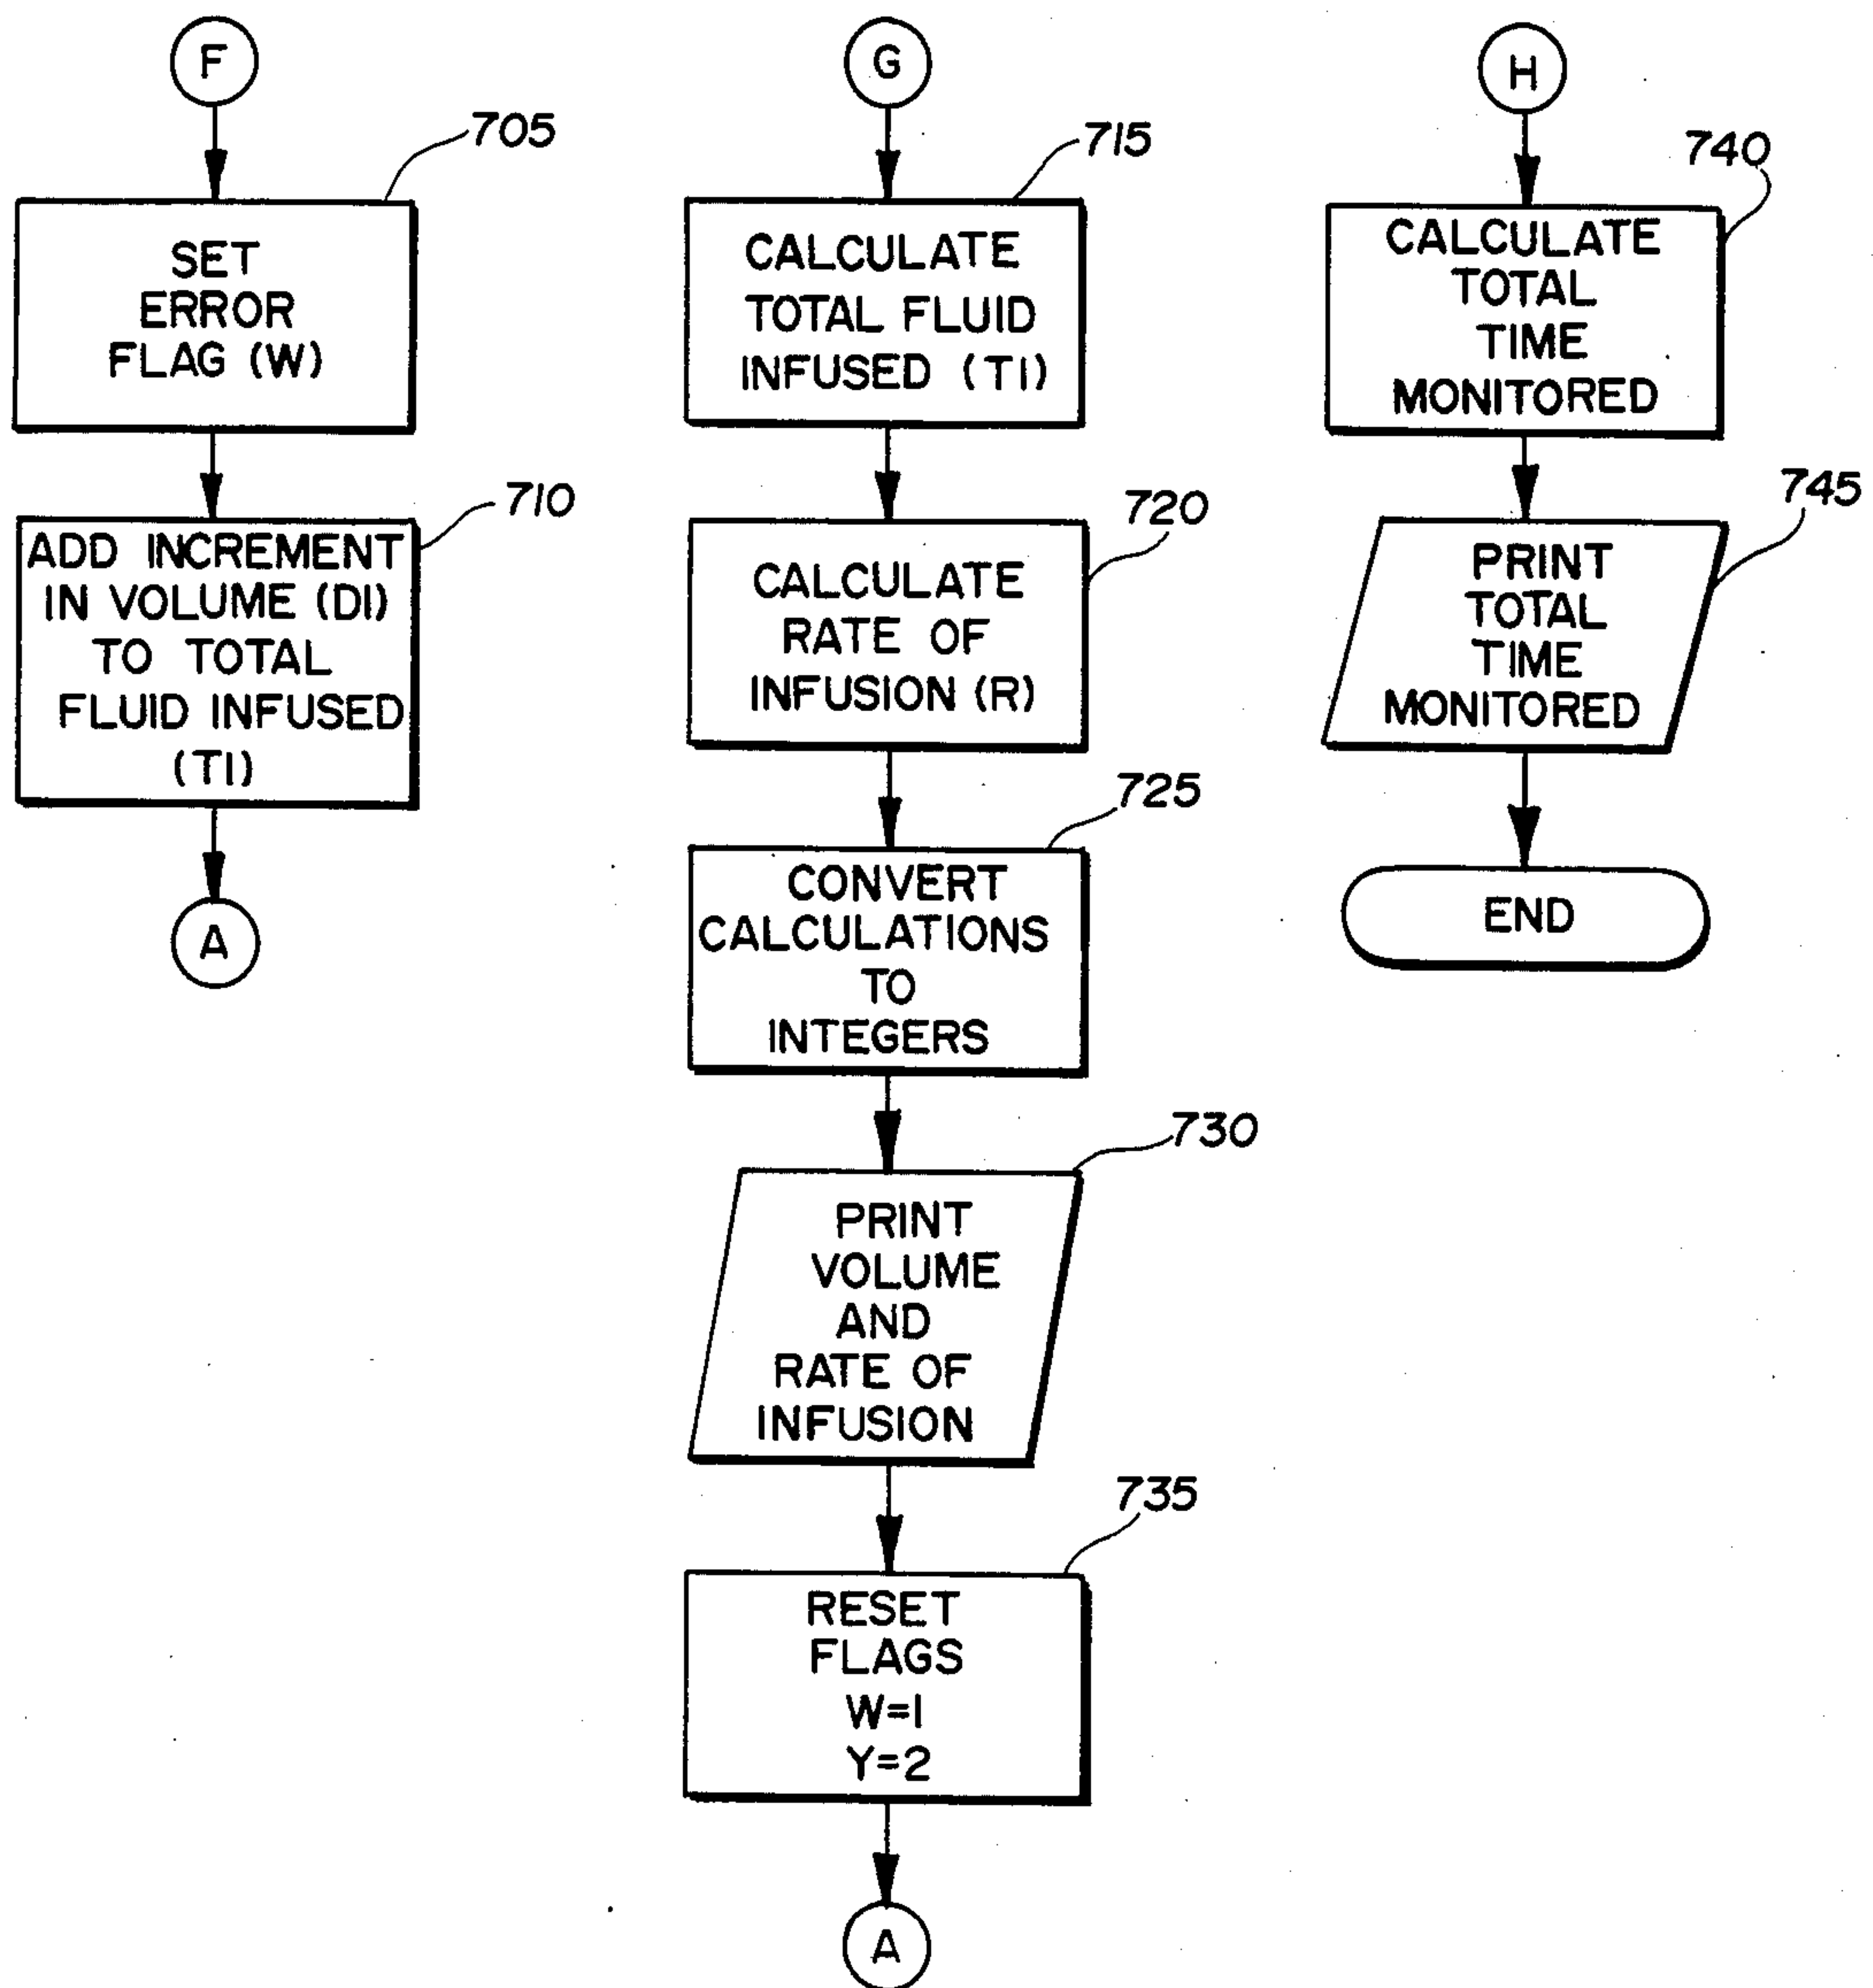 F
705
SET
ERROR
FLAG (W)
710
ADD INCREMENT
IN VOLUME (DI)
TO TOTAL
FLUID INFUSED
(TI)
A
G
715
CALCULATE
TOTAL FLUID
INFUSED (TI)
720
CALCULATE
RATE OF
INFUSION (R)
725
CONVERT
CALCULATIONS
TO
INTEGERS
730
PRINT
VOLUME
AND
RATE OF
INFUSION
735
RESET
FLAGS
W=1
Y=2
A
H
740
CALCULATE
TOTAL
TIME
MONITORED
745
PRINT
TOTAL
TIME
MONITORED
END